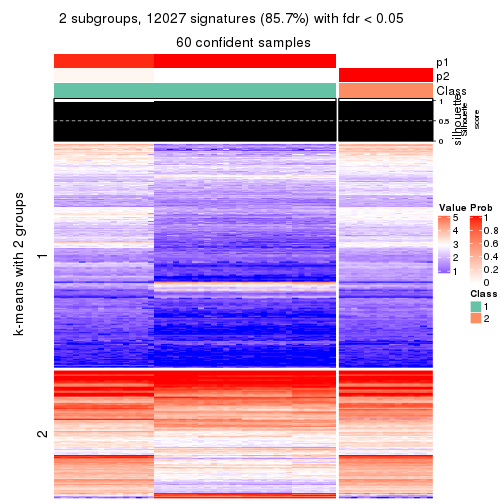 2 subgroups, 12027 signatures (85.7%) with fdr < 0.05
60 confident samples
p1
p2
Class
1
0.5
0
silhouette
Silhouette
score
k-means with 2 groups
1
2
Value
5
4
3
2
1
Prob
1
0.8
0.6
0.4
0.2
0
Class
1
2